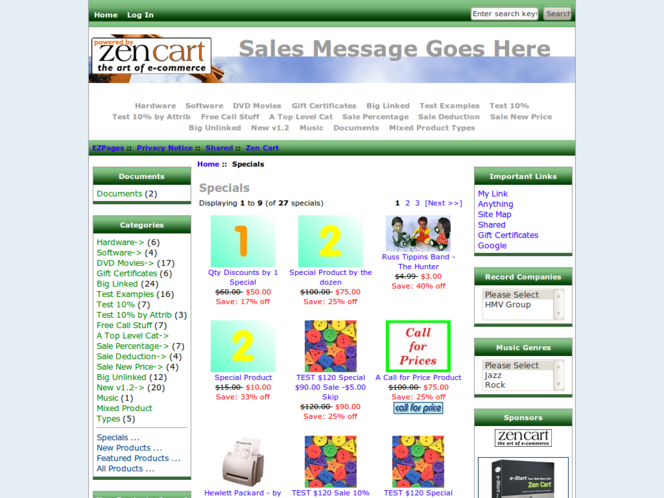 Home Log In
Enter search key Search
powered by
zen cart
the art of e-commerce
Sales Message Goes Here
Hardware Software DVD Movies Gift Certificates Big Linked Test Examples Test 10%
Test 10% by Attrib Free Call Stuff A Top Level Cat Sale Percentage Sale Deduction Sale New Price
Big Unlinked New v1.2 Music Documents Mixed Product Types
EZPages :: Privacy Notice :: Shared :: Zen Cart
Documents
Documents (2)
Categories
Hardware-> (6)
Software-> (4)
DVD Movies-> (17)
Gift Certificates (6)
Big Linked (24)
Test Examples (16)
Test 10% (7)
Test 10% by Attrib (3)
Free Call Stuff (7)
A Top Level Cat->
Sale Percentage-> (7)
Sale Deduction-> (4)
Sale New Price-> (4)
Big Unlinked (12)
New v1.2-> (20)
Music (1)
Mixed Product
Types (5)
Specials ...
New Products ...
Featured Products ...
All Products ...
Home :: Specials
Specials
Displaying 1 to 9 (of 27 specials)
1 2 3 [Next >>]
1
Qty Discounts by 1
Special
$60.00 $50.00
Save: 17% off
2
Special Product by the
dozen
$100.00 $75.00
Save: 25% off
Russ Tippins Band -
The Hunter
$4.99 $3.00
Save: 40% off
2
Special Product
$15.00 $10.00
Save: 33% off
TEST $120 Special
$90.00 Sale -$5.00
Skip
$120.00 $90.00
Save: 25% off
Call
for
Prices
A Call for Price Product
$100.00 $75.00
Save: 25% off
call for price
Hewlett Packard - by
TEST $120 Sale 10%
TEST $120 Special
Important Links
My Link
Anything
Site Map
Shared
Gift Certificates
Google
Record Companies
Please Select
HMV Group
Music Genres
Please Select
Jazz
Rock
Sponsors
zen cart
the art of e-commerce
e-Start
Zen Cart